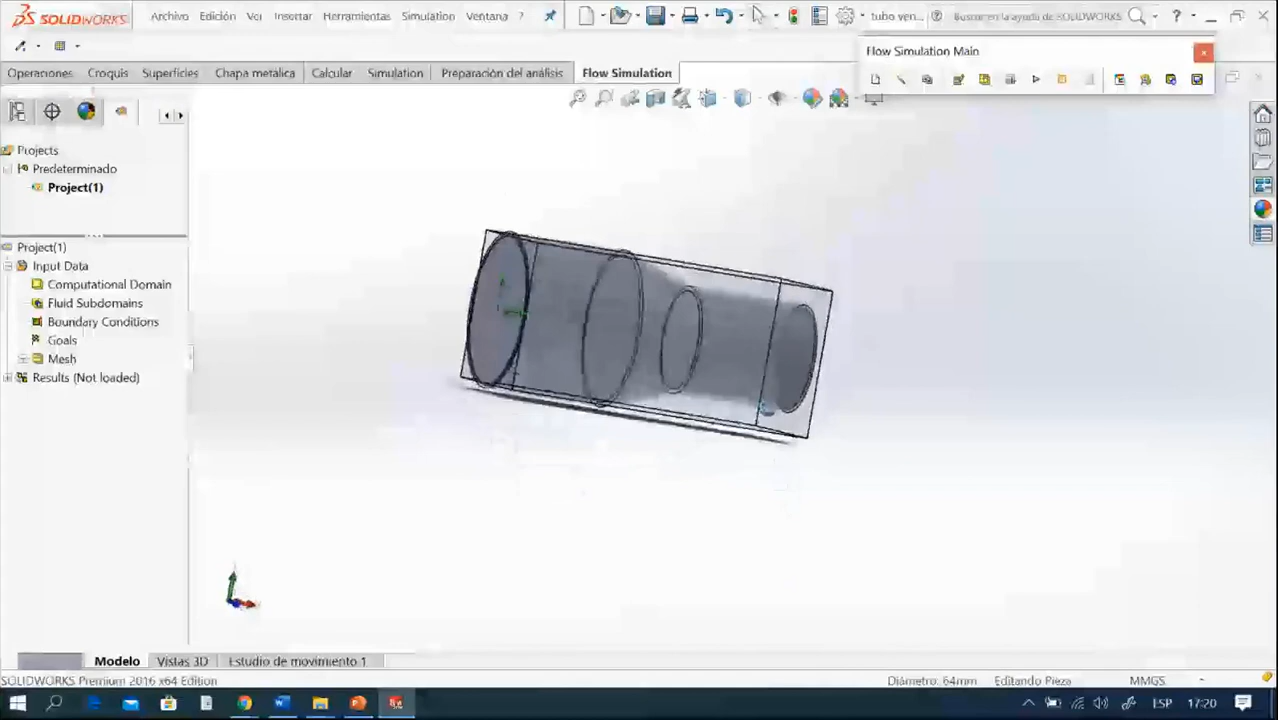 SOLIDWORKS Archivo Edición Ver Insertar Herramientas Simulation Ventana tubo ven... Buscar en la ayuda de SOLIDWORKS
Flow Simulation Main
Operaciones Croquis Superficies Chapa metálica Calcular Simulation Preparación del análisis Flow Simulation
Projects
Predeterminado
Project(1)
Project(1)
Input Data
Computational Domain
Fluid Subdomains
Boundary Conditions
Goals
Mesh
Results (Not loaded)
Modelo Vistas 3D Estudio de movimiento 1
SOLIDWORKS Premium 2016 x64 Edition Diámetro: 64mm Editando Pieza MMGS
ESP 17:20